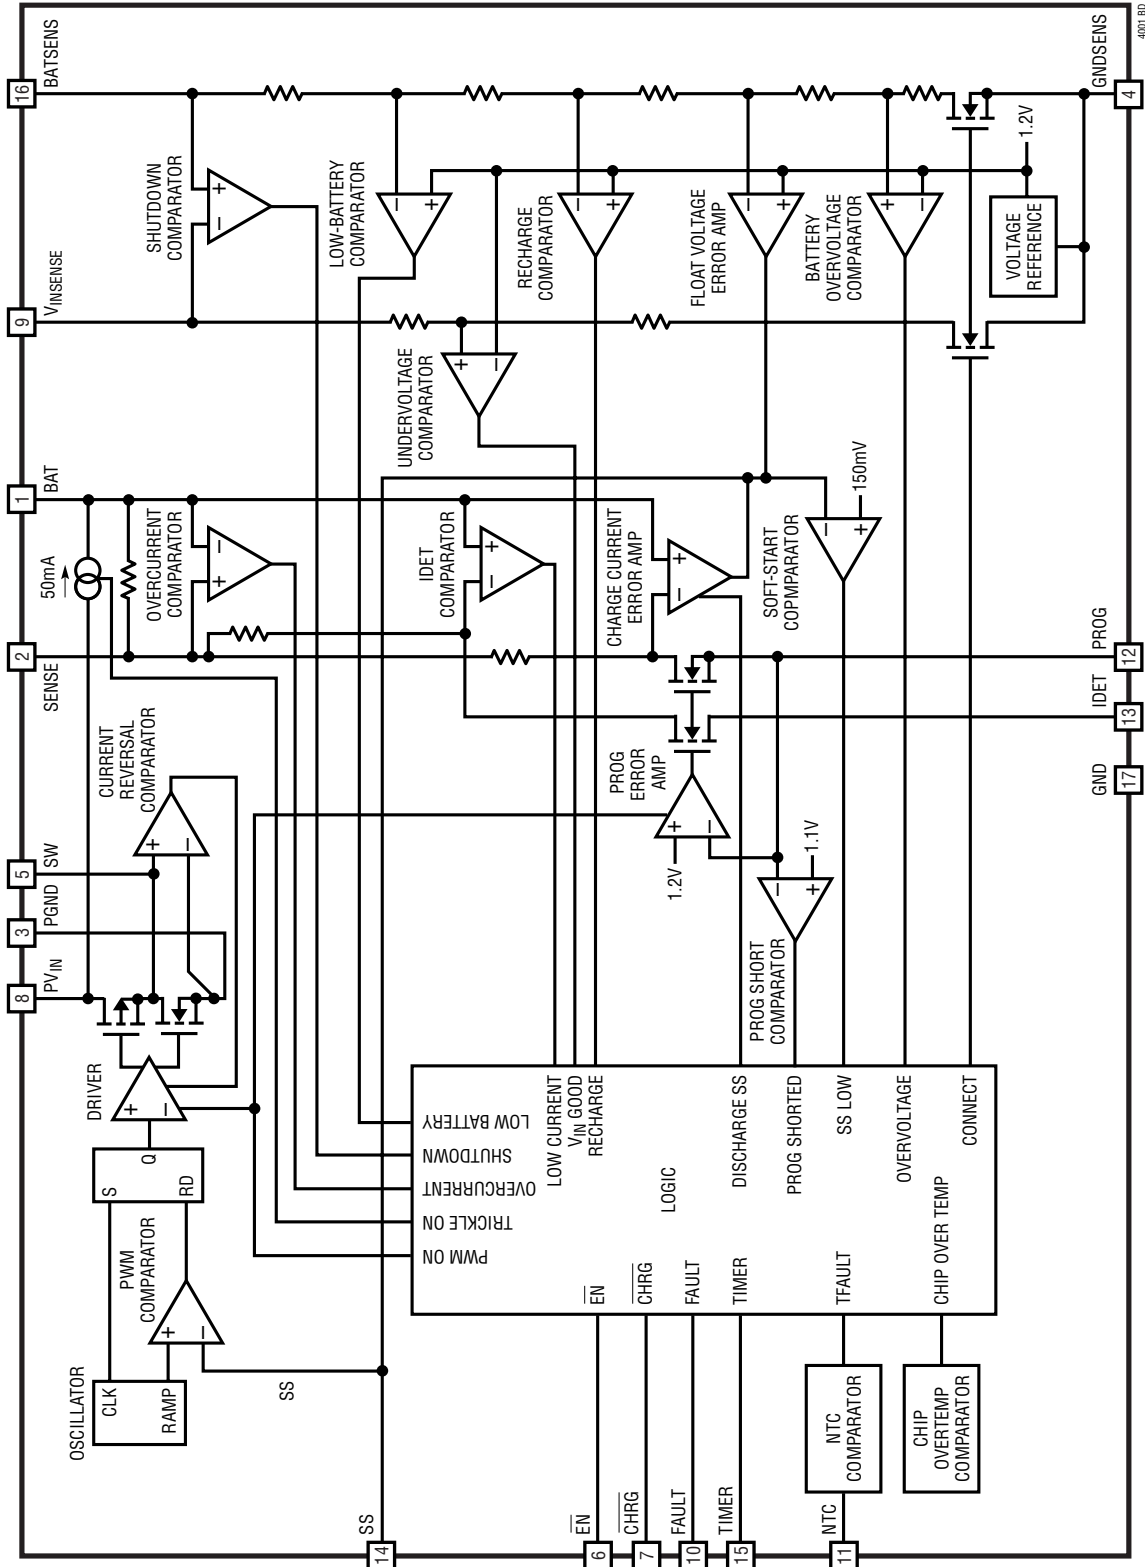 8
PVIN
3
PGND
5
SW
2
SENSE
1
BAT
9
VINSENSE
16
BATSENS
OSCILLATOR
CLK
RAMP
PWM
COMPARATOR
+
–
S
RD
Q
DRIVER
+
–
CURRENT
REVERSAL
COMPARATOR
+
–
50mA
OVERCURRENT
COMPARATOR
+
–
SHUTDOWN
COMPARATOR
+
–
LOW-BATTERY
COMPARATOR
–
+
UNDERVOLTAGE
COMPARATOR
+
–
RECHARGE
COMPARATOR
–
+
FLOAT VOLTAGE
ERROR AMP
–
+
BATTERY
OVERVOLTAGE
COMPARATOR
+
–
VOLTAGE
REFERENCE
1.2V
IDET
COMPARATOR
–
+
CHARGE CURRENT
ERROR AMP
–
+
SOFT-START
COPMPARATOR
–
+
150mV
PROG
ERROR
AMP
+
–
1.2V
PROG SHORT
COMPARATOR
–
+
1.1V
SS
PWM ON
TRICKLE ON
OVERCURRENT
SHUTDOWN
LOW BATTERY
LOW CURRENT
VIN GOOD
RECHARGE
LOGIC
DISCHARGE SS
PROG SHORTED
SS LOW
OVERVOLTAGE
CONNECT
EN
CHRG
FAULT
TIMER
TFAULT
CHIP OVER TEMP
NTC
COMPARATOR
CHIP
OVERTEMP
COMPARATOR
SS
14
EN
6
CHRG
7
FAULT
10
TIMER
15
NTC
11
GND
17
IDET
13
PROG
12
GNDSENS
4
4001 BD